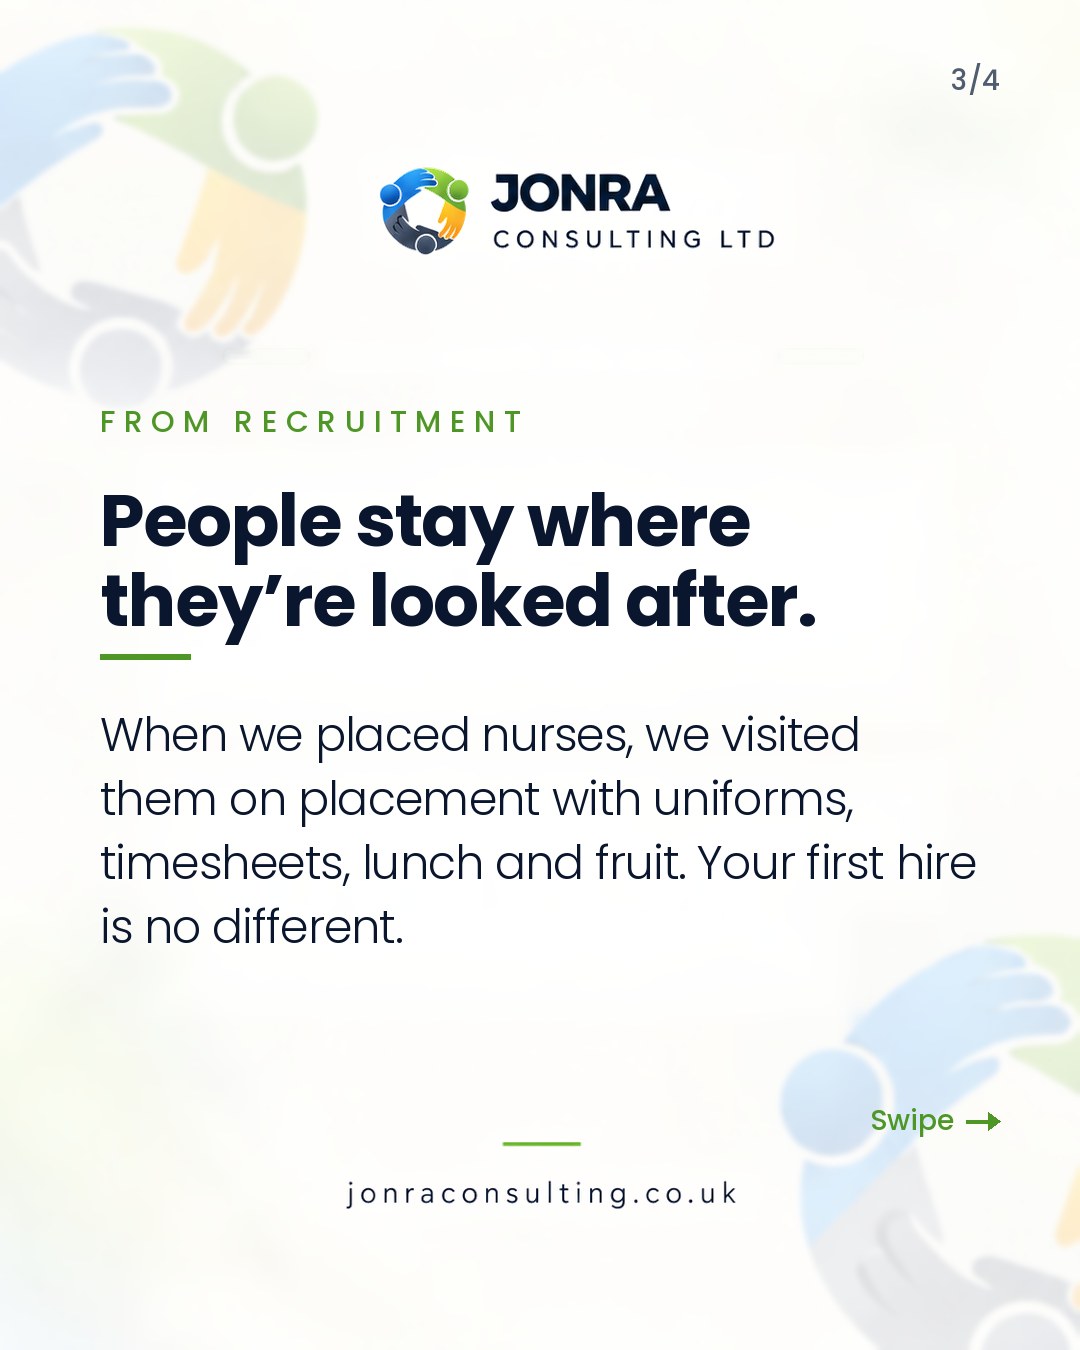 3/4
JONRA
CONSULTING LTD
FROM RECRUITMENT
People stay where
they’re looked after.
When we placed nurses, we visited
them on placement with uniforms,
timesheets, lunch and fruit. Your first hire
is no different.
Swipe →
jonraconsulting.co.uk